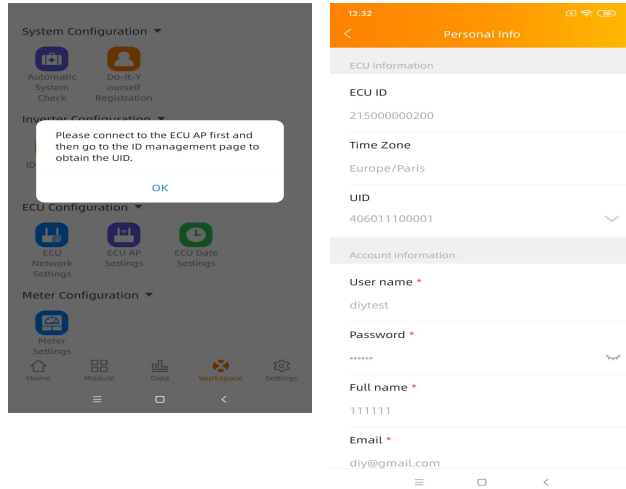 System Configuration
Automatic
System
Check
Do-It-Y
ourself
Registration
Inverter Configuration
ID
Please connect to the ECU AP first and
then go to the ID management page to
obtain the UID.
OK
ECU Configuration
ECU
Network
Settings
ECU AP
Settings
ECU Date
Settings
Meter Configuration
Meter
Settings
Home
Module
Data
Workspace
Settings
13:32
Personal Info
ECU information
ECU ID
215000000200
Time Zone
Europe/Paris
UID
406011100001
Account information
User name *
diytest
Password *
••••••
Full name *
111111
Email *
diy@gmail.com